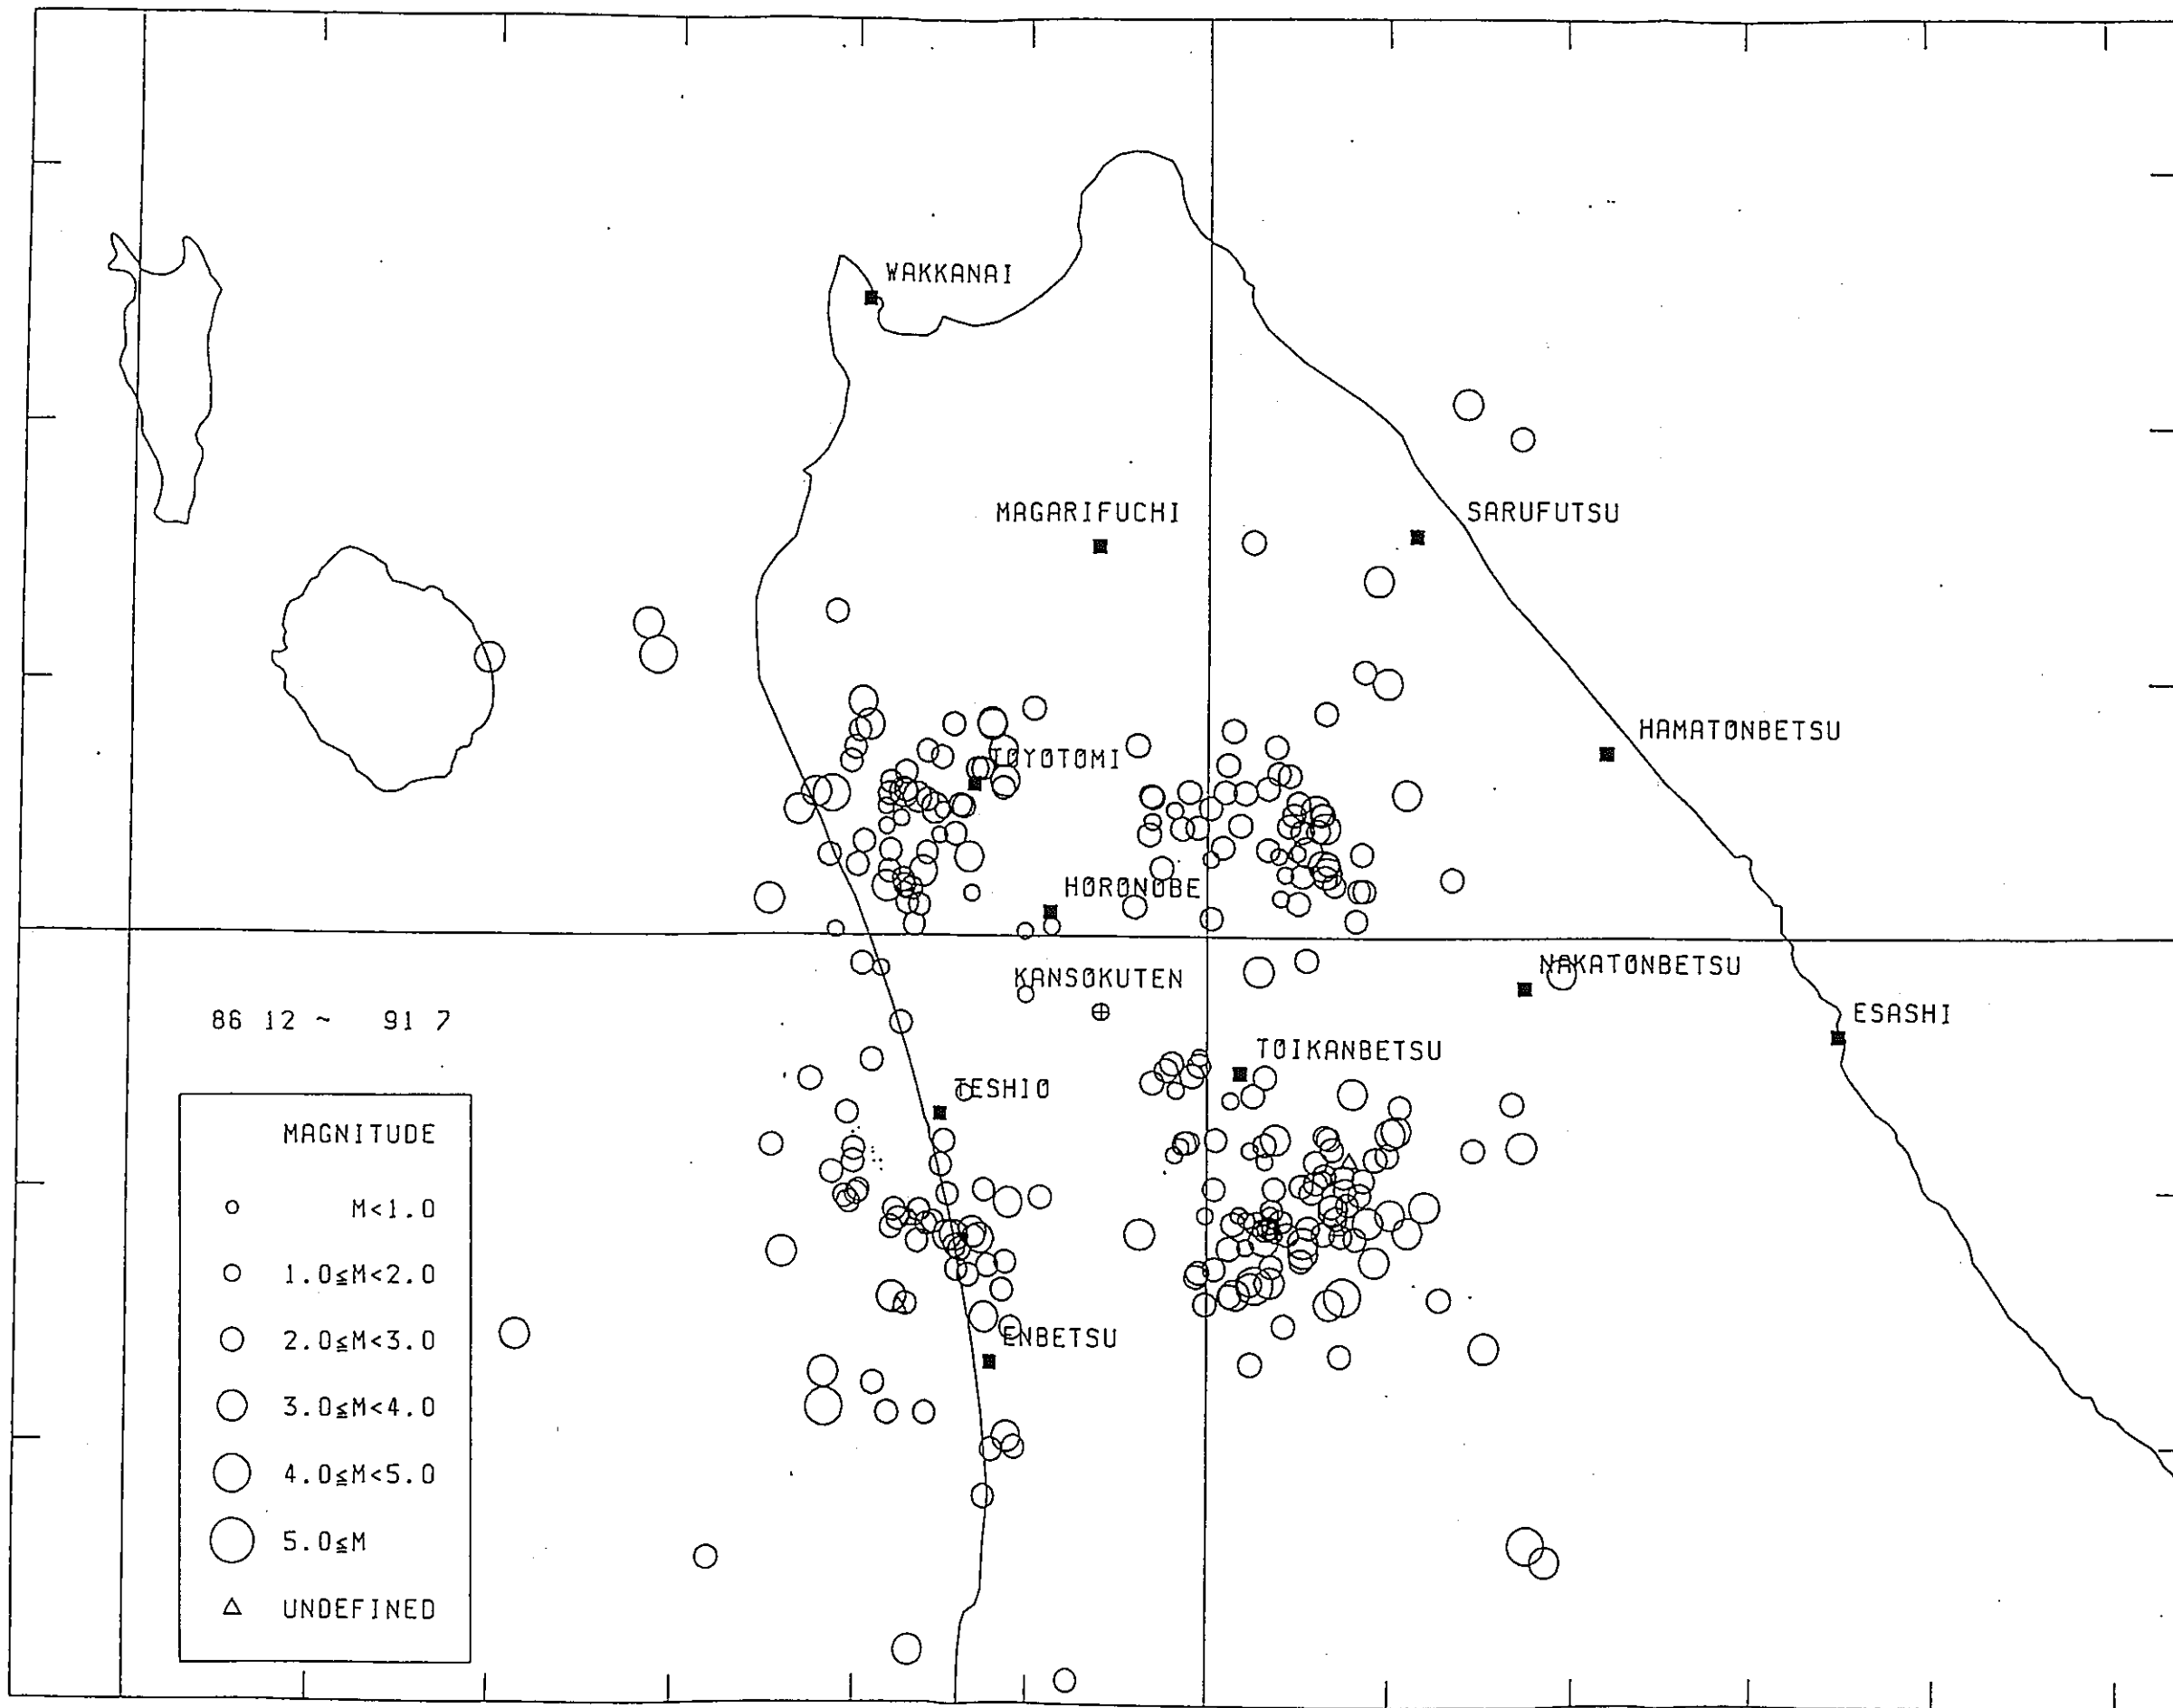 WAKKANAI
MAGARIFUCHI
SARUFUTSU
HAMATONBETSU
TOYOTOMI
HORONOBE
NAKATONBETSU
KANSOKUTEN
ESASHI
86 12 ~ 91 7
TOIKANBETSU
TESHIO
MAGNITUDE
M<1.0
1.0≦M<2.0
2.0≦M<3.0
ENBETSU
3.0≦M<4.0
4.0≦M<5.0
5.0≦M
UNDEFINED